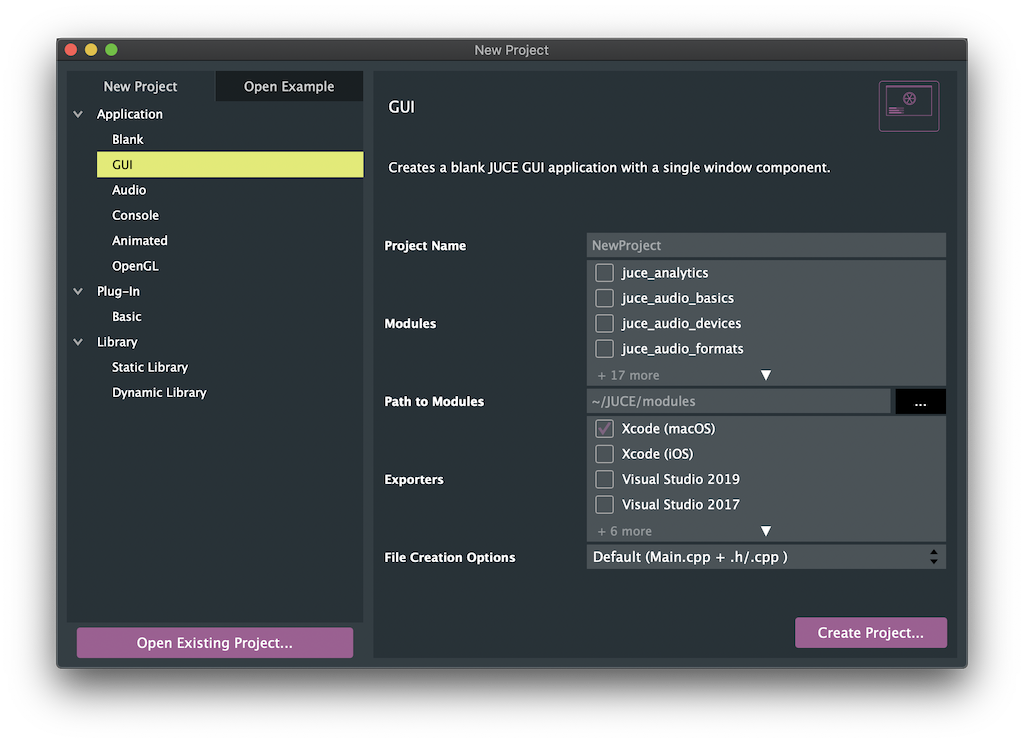 New Project
New Project
Open Example
Application
Blank
GUI
Audio
Console
Animated
OpenGL
Plug-In
Basic
Library
Static Library
Dynamic Library
Open Existing Project...
GUI
Creates a blank JUCE GUI application with a single window component.
Project Name
NewProject
Modules
juce_analytics
juce_audio_basics
juce_audio_devices
juce_audio_formats
+ 17 more
Path to Modules
~/JUCE/modules
...
Exporters
Xcode (macOS)
Xcode (iOS)
Visual Studio 2019
Visual Studio 2017
+ 6 more
File Creation Options
Default (Main.cpp + .h/.cpp )
Create Project...